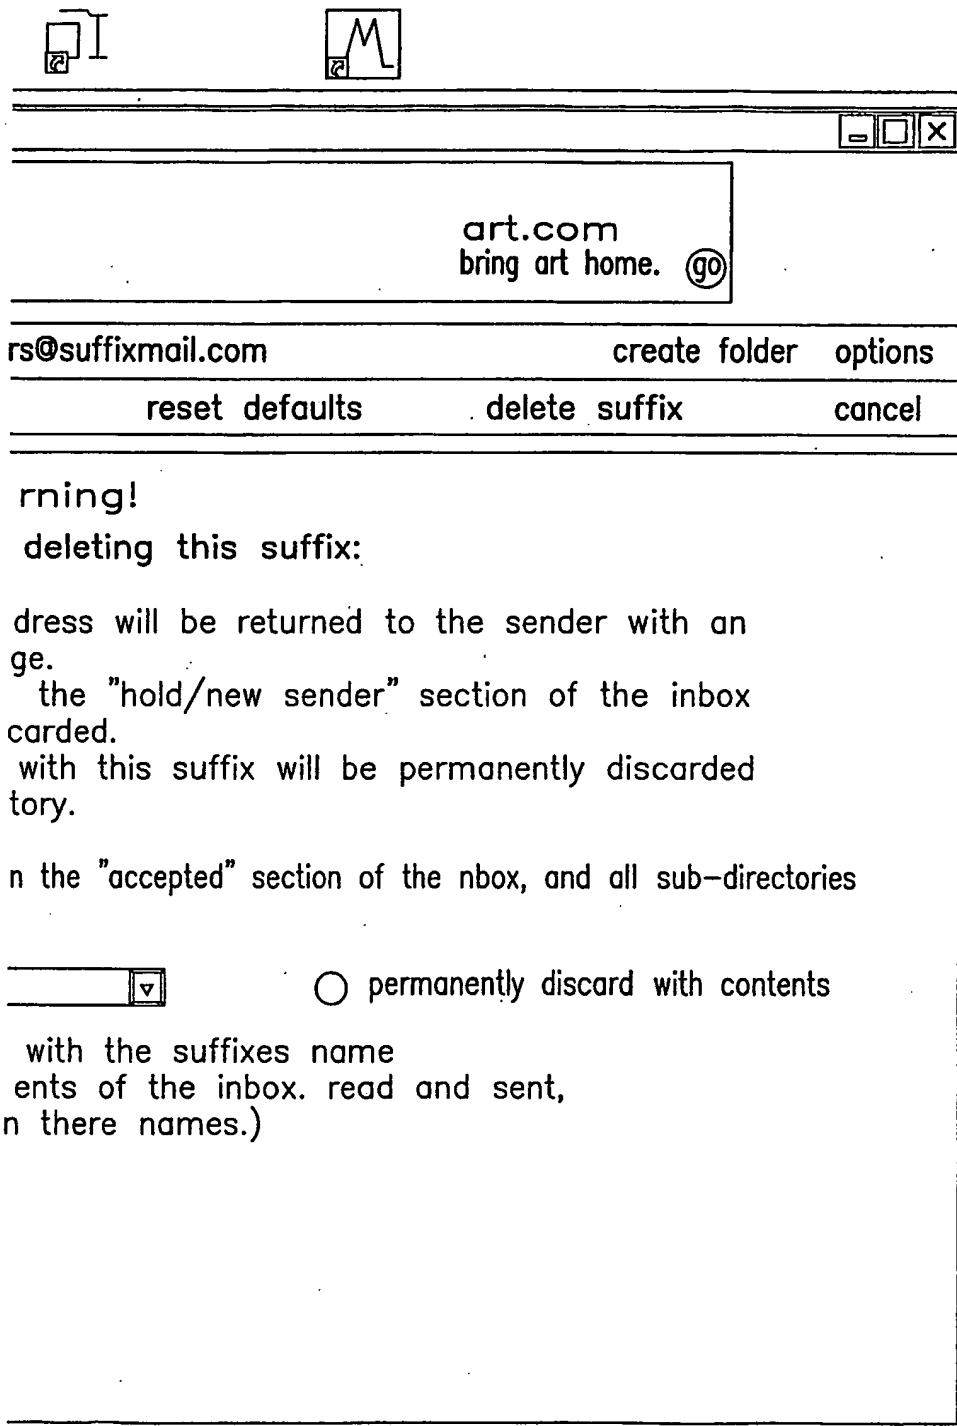 M
art.com
bring art home. go
rs@suffixmail.com create folder options
reset defaults delete suffix cancel
rning!
deleting this suffix:
dress will be returned to the sender with an
ge.
the "hold/new sender" section of the inbox
carded.
with this suffix will be permanently discarded
tory.
n the "accepted" section of the nbox, and all sub-directories
permanently discard with contents
with the suffixes name
ents of the inbox. read and sent,
n there names.)